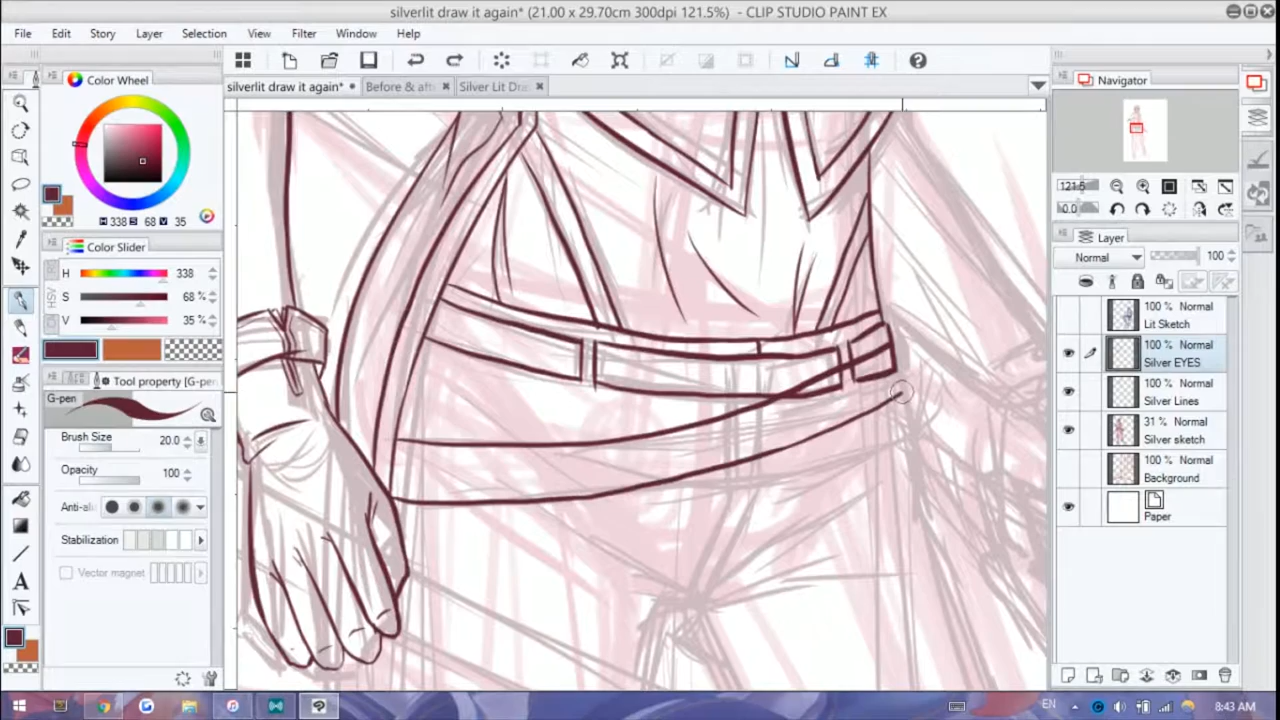 silverlit draw it again* (21.00 x 29.70cm 300dpi 121.5%) - CLIP STUDIO PAINT EX
File Edit Story Layer Selection View Filter Window Help
Color Wheel
silverlit draw it again* Before & aft Silver Lit Dra
Navigator
H 338 S 68 V 35
121.5
0.0
Color Slider
H 338
S 68 %
V 35 %
Layer
Normal 100
100 % Normal
Lit Sketch
100 % Normal
Silver EYES
100 % Normal
Silver Lines
31 % Normal
Silver sketch
100 % Normal
Background
Paper
Tool property [G-pen]
G-pen
Brush Size 20.0
Opacity 100
Anti-ali
Stabilization
Vector magnet
A
EN 8:43 AM